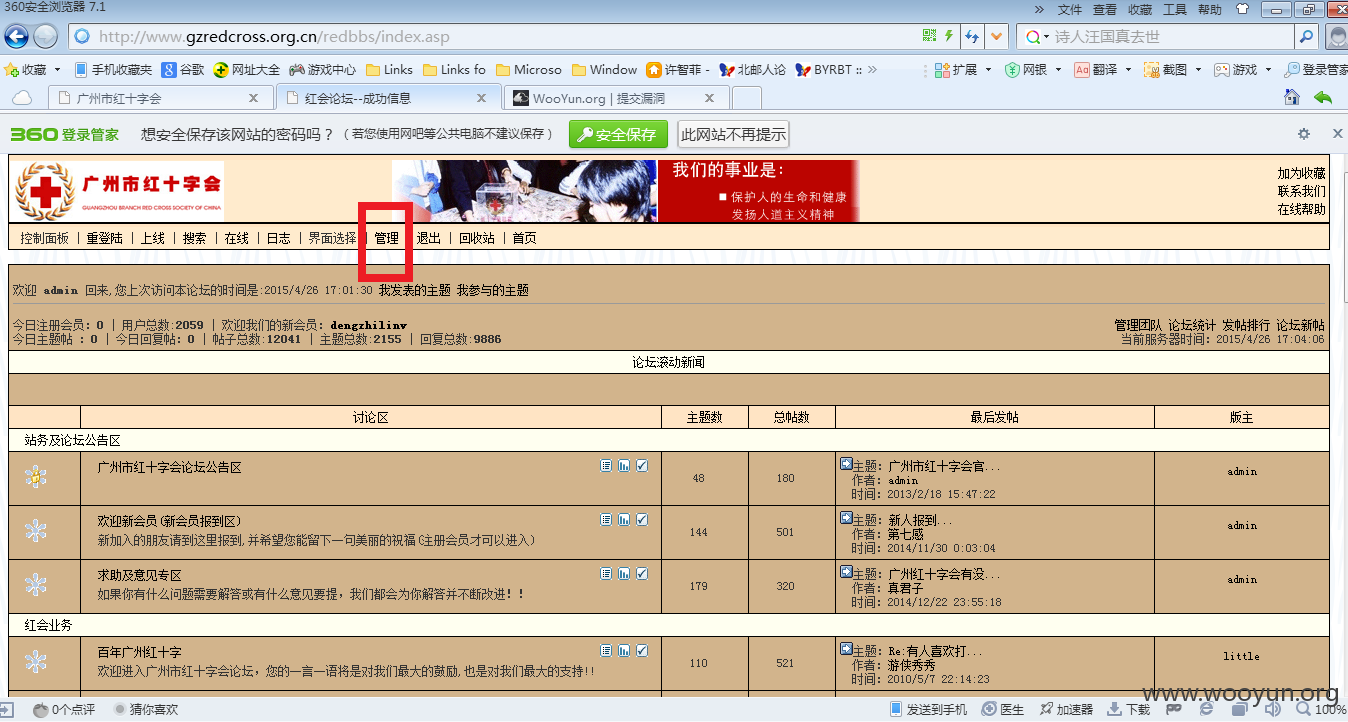 360安全浏览器 7.1
» 文件 查看 收藏 工具 帮助
http://www.gzredcross.org.cn/redbbs/index.asp
诗人汪国真去世
收藏 手机收藏夹 谷歌 网址大全 游戏中心 Links Links fo Microso Window 许智菲 - 北邮人论 BYRBT :: » 扩展 网银 翻译 截图 游戏 登录管家
广州市红十字会 红会论坛--成功信息 WooYun.org | 提交漏洞
360 登录管家 想安全保存该网站的密码吗？（若您使用网吧等公共电脑不建议保存） 安全保存 此网站不再提示
广州市红十字会
GUANGZHOU BRANCH RED CROSS SOCIETY OF CHINA
我们的事业是：
■ 保护人的生命和健康
发扬人道主义精神
加为收藏
联系我们
在线帮助
控制面板 | 重登陆 | 上线 | 搜索 | 在线 | 日志 | 界面选择 | 管理 | 退出 | 回收站 | 首页
欢迎 admin 回来,您上次访问本论坛的时间是:2015/4/26 17:01:30 我发表的主题 我参与的主题
今日注册会员: 0 | 用户总数:2059 | 欢迎我们的新会员: dengzhilinv
管理团队 论坛统计 发帖排行 论坛新帖
今日主题帖 : 0 | 今日回复帖: 0 | 帖子总数:12041 | 主题总数:2155 | 回复总数:9886
当前服务器时间: 2015/4/26 17:04:06
论坛滚动新闻
讨论区 主题数 总帖数 最后发帖 版主
站务及论坛公告区
广州市红十字会论坛公告区 48 180 admin
主题: 广州市红十字会官...
作者: admin
时间: 2013/2/18 15:47:22
欢迎新会员(新会员报到区)
新加入的朋友请到这里报到,并希望您能留下一句美丽的祝福(注册会员才可以进入) 144 501 admin
主题: 新人报到...
作者: 第七感
时间: 2014/11/30 0:03:04
求助及意见专区
如果你有什么问题需要解答或有什么意见要提，我们都会为你解答并不断改进！！ 179 320 admin
主题: 广州红十字会有没...
作者: 真君子
时间: 2014/12/22 23:55:18
红会业务
百年广州红十字
欢迎进入广州市红十字会论坛，您的一言一语将是对我们最大的鼓励,也是对我们最大的支持!! 110 521 little
主题: Re:有人喜欢打...
作者: 游侠秀秀
时间: 2010/5/7 22:14:23
www.wooyun.org
0个点评 猜你喜欢 发送到手机 医生 加速器 下载 100%